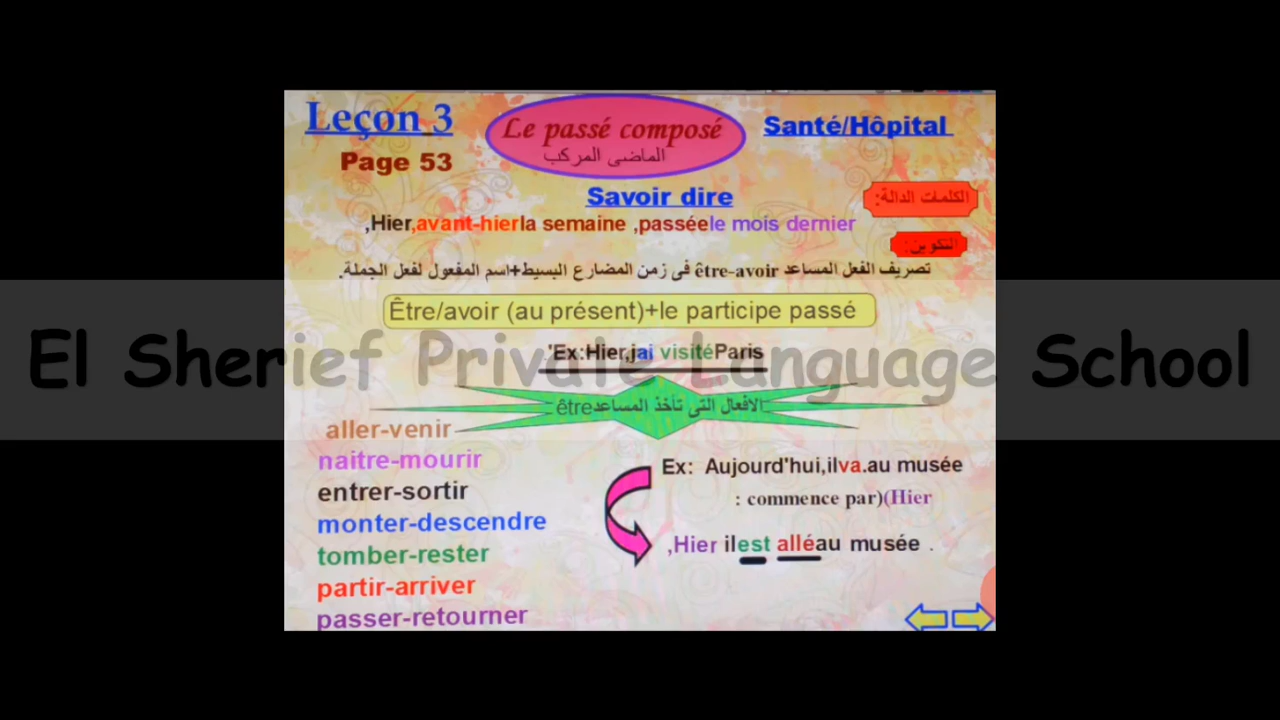 Leçon 3
Le passé composé
Santé/Hôpital
الماضى المركب
Page 53
Savoir dire
الكلمات الدالة:
,Hier,avant-hierla semaine ,passéele mois dernier
التكوين:
تصريف الفعل المساعد être-avoir فى زمن المضارع البسيط+اسم المفعول لفعل الجملة.
Être/avoir (au présent)+le participe passé
'Ex:Hier,jai visitéParis
El Sherief Private Language School
الافعال التى تأخذ المساعدêtre
aller-venir
naitre-mourir
entrer-sortir
monter-descendre
tomber-rester
partir-arriver
passer-retourner
Ex: Aujourd'hui,ilva.au musée
: commence par)(Hier
,Hier ilest alléau musée .